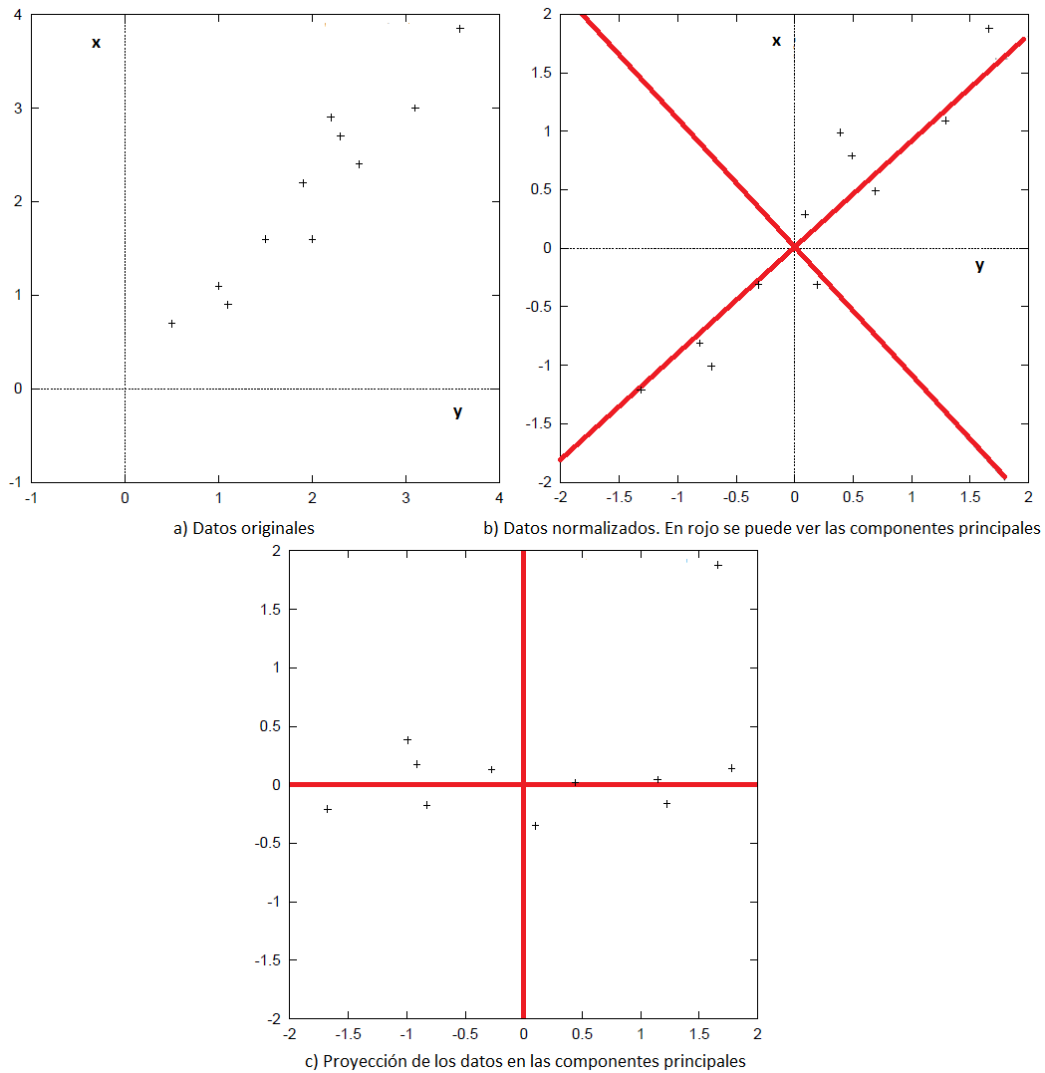 4
3
2
1
0
-1
x
y
-1 0 1 2 3 4
a) Datos originales
2
1.5
1
0.5
0
-0.5
-1
-1.5
-2
x
y
-2 -1.5 -1 -0.5 0 0.5 1 1.5 2
b) Datos normalizados. En rojo se puede ver las componentes principales
2
1.5
1
0.5
0
-0.5
-1
-1.5
-2
-2 -1.5 -1 -0.5 0 0.5 1 1.5 2
c) Proyección de los datos en las componentes principales